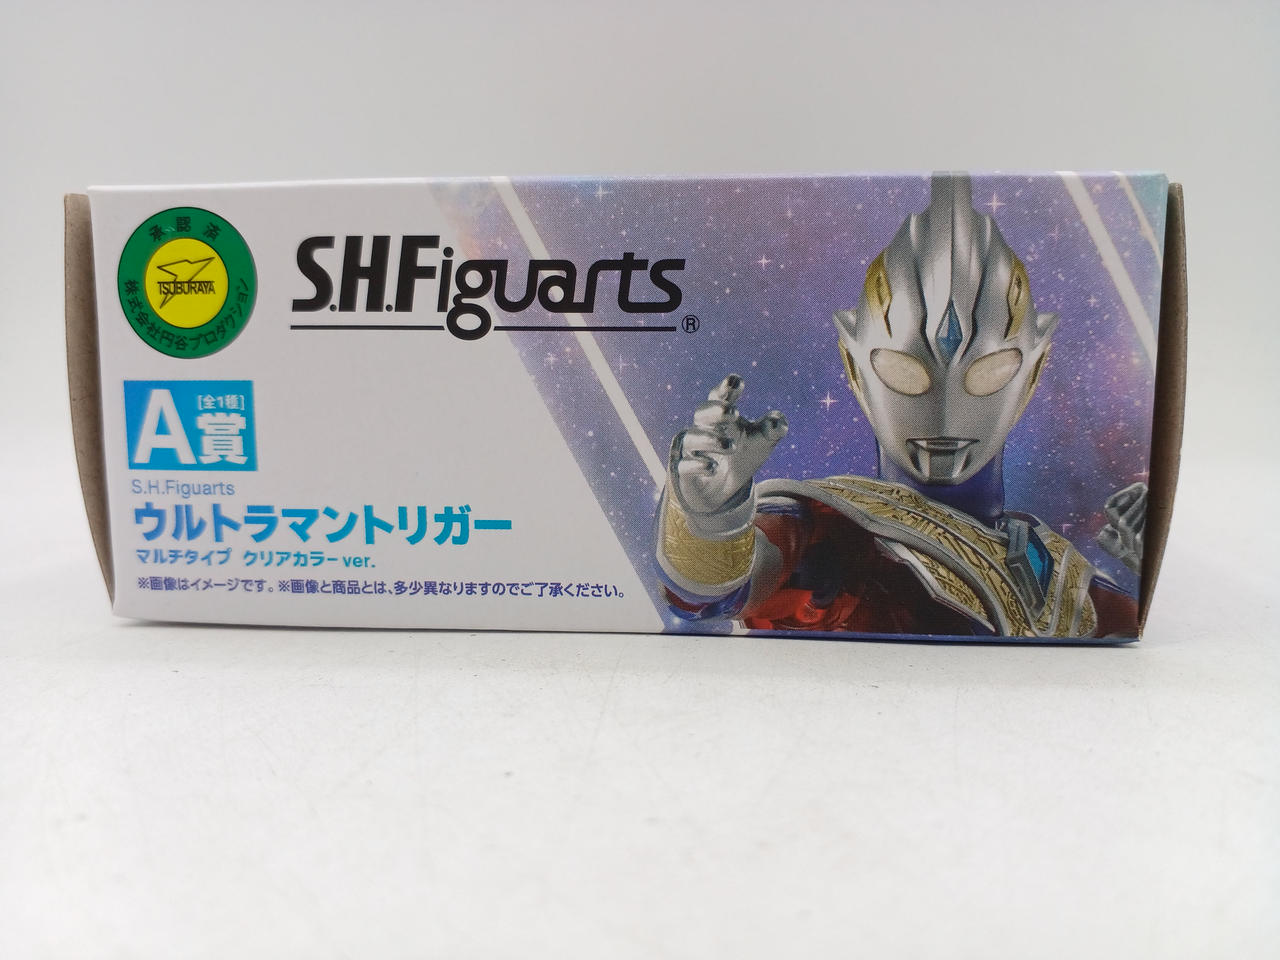 承認済
TSUBURAYA
株式会社円谷プロダクション
S.H.Figuarts®
A賞
[全1種]
S.H.Figuarts
ウルトラマントリガー
マルチタイプ クリアカラーver.
※画像はイメージです。※画像と商品とは、多少異なりますのでご了承ください。